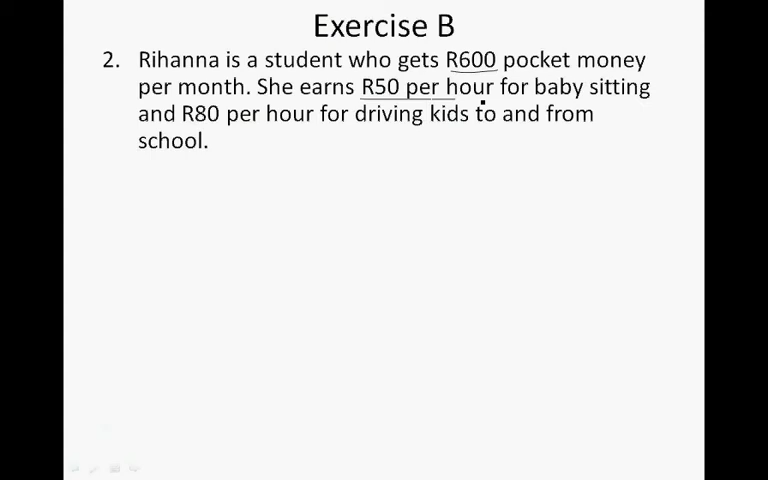 Exercise B
2. Rihanna is a student who gets R600 pocket money
per month. She earns R50 per hour for baby sitting
and R80 per hour for driving kids to and from
school.